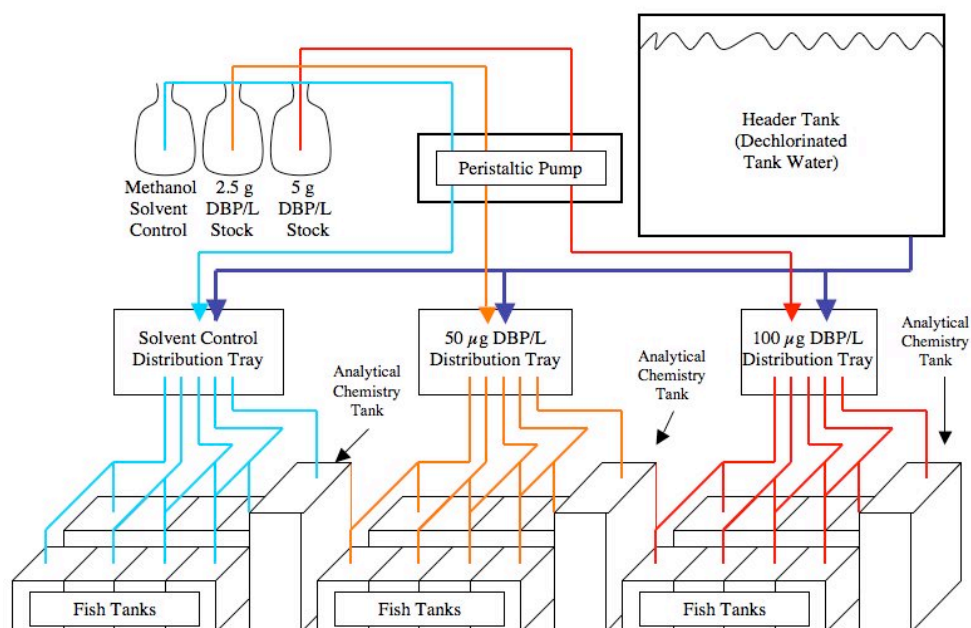 Header Tank
(Dechlorinated
Tank Water)
Peristaltic Pump
Methanol
Solvent
Control
2.5 g
DBP/L
Stock
5 g
DBP/L
Stock
Solvent Control
Distribution Tray
50 µg DBP/L
Distribution Tray
100 µg DBP/L
Distribution Tray
Analytical
Chemistry
Tank
Analytical
Chemistry
Tank
Analytical
Chemistry
Tank
Fish Tanks
Fish Tanks
Fish Tanks